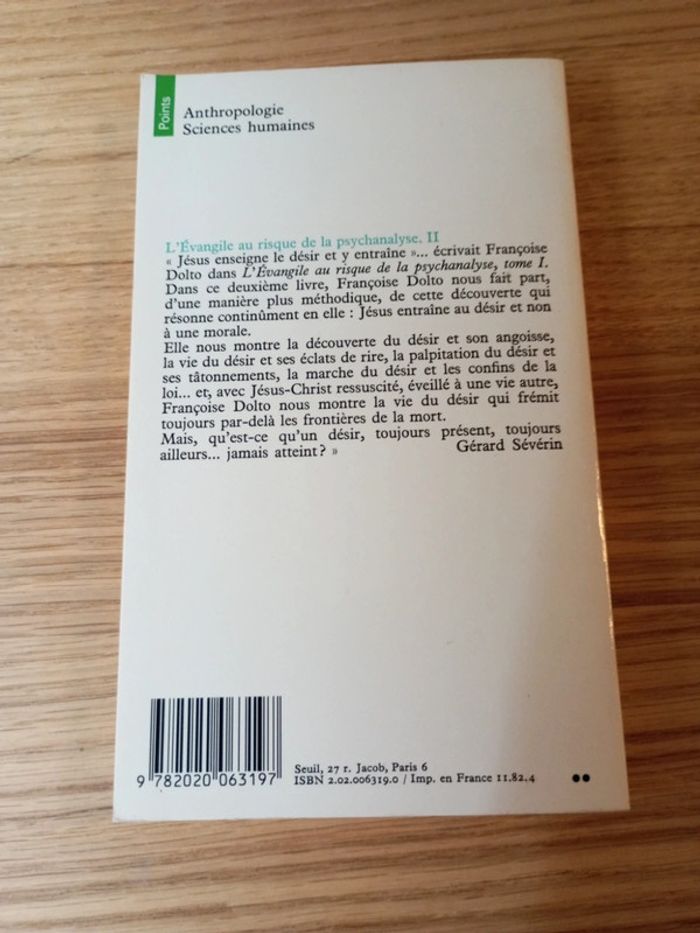 Points
Anthropologie
Sciences humaines
L'Évangile au risque de la psychanalyse. II
« Jésus enseigne le désir et y entraîne »... écrivait Françoise
Dolto dans L'Évangile au risque de la psychanalyse, tome I.
Dans ce deuxième livre, Françoise Dolto nous fait part,
d'une manière plus méthodique, de cette découverte qui
résonne continûment en elle : Jésus entraîne au désir et non
à une morale.
Elle nous montre la découverte du désir et son angoisse,
la vie du désir et ses éclats de rire, la palpitation du désir et
ses tâtonnements, la marche du désir et les confins de la
loi... et, avec Jésus-Christ ressuscité, éveillé à une vie autre,
Françoise Dolto nous montre la vie du désir qui frémit
toujours par-delà les frontières de la mort.
Mais, qu'est-ce qu'un désir, toujours présent, toujours
ailleurs... jamais atteint ? » Gérard Sévérin
9 782020 063197
Seuil, 27 r. Jacob, Paris 6
ISBN 2.02.006319.0 / Imp. en France 11.82.4